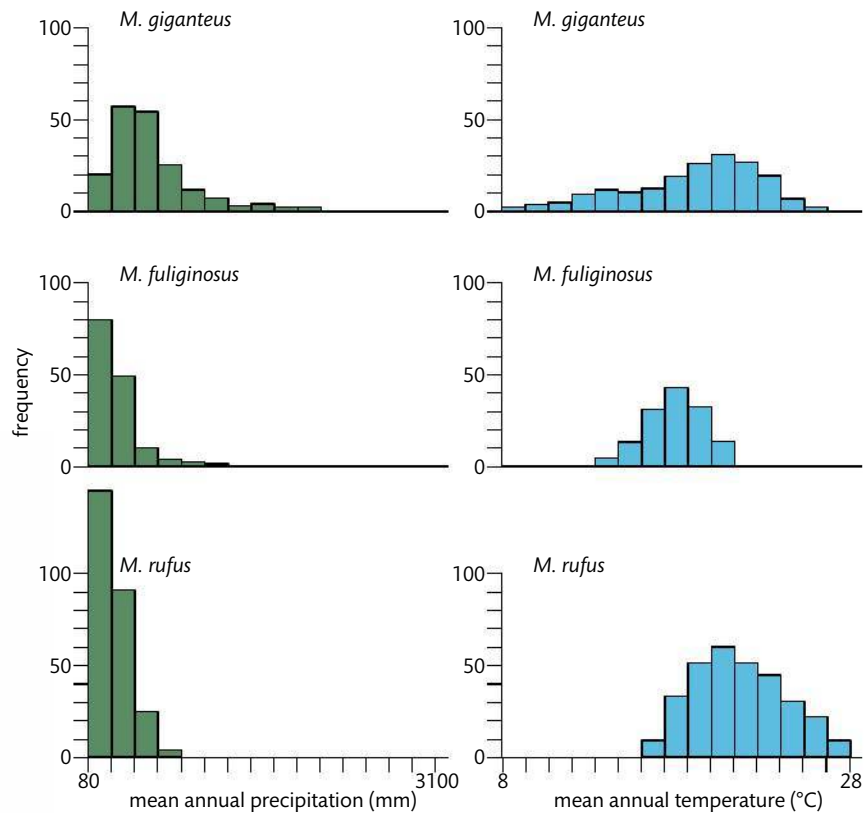 M. giganteus
100
50
0
M. giganteus
100
50
0
M. fuliginosus
100
50
0
M. fuliginosus
100
50
0
frequency
M. rufus
100
50
0
80
3100
mean annual precipitation (mm)
M. rufus
100
50
0
8
28
mean annual temperature (°C)